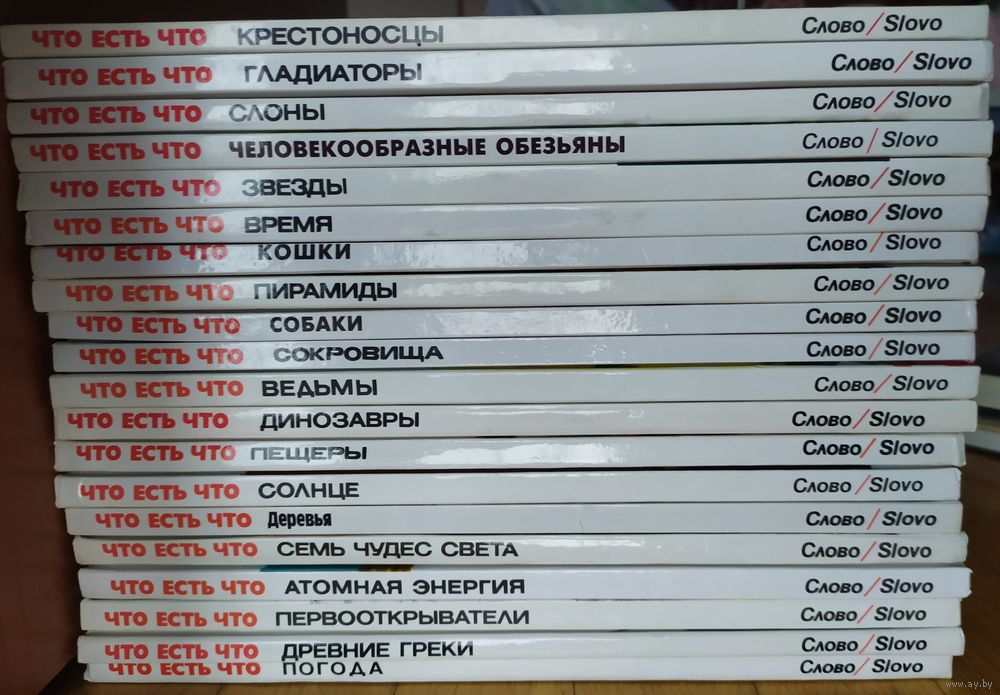 ЧТО ЕСТЬ ЧТО КРЕСТОНОСЦЫ Слово/Slovo
ЧТО ЕСТЬ ЧТО ГЛАДИАТОРЫ Слово/Slovo
ЧТО ЕСТЬ ЧТО СЛОНЫ Слово/Slovo
ЧТО ЕСТЬ ЧТО ЧЕЛОВЕКООБРАЗНЫЕ ОБЕЗЬЯНЫ Слово/Slovo
ЧТО ЕСТЬ ЧТО ЗВЕЗДЫ Слово/Slovo
ЧТО ЕСТЬ ЧТО ВРЕМЯ Слово/Slovo
ЧТО ЕСТЬ ЧТО КОШКИ Слово/Slovo
ЧТО ЕСТЬ ЧТО ПИРАМИДЫ Слово/Slovo
ЧТО ЕСТЬ ЧТО СОБАКИ Слово/Slovo
ЧТО ЕСТЬ ЧТО СОКРОВИЩА Слово/Slovo
ЧТО ЕСТЬ ЧТО ВЕДЬМЫ Слово/Slovo
ЧТО ЕСТЬ ЧТО ДИНОЗАВРЫ Слово/Slovo
ЧТО ЕСТЬ ЧТО ПЕЩЕРЫ Слово/Slovo
ЧТО ЕСТЬ ЧТО СОЛНЦЕ Слово/Slovo
ЧТО ЕСТЬ ЧТО Деревья Слово/Slovo
ЧТО ЕСТЬ ЧТО СЕМЬ ЧУДЕС СВЕТА Слово/Slovo
ЧТО ЕСТЬ ЧТО АТОМНАЯ ЭНЕРГИЯ Слово/Slovo
ЧТО ЕСТЬ ЧТО ПЕРВООТКРЫВАТЕЛИ Слово/Slovo
ЧТО ЕСТЬ ЧТО ДРЕВНИЕ ГРЕКИ Слово/Slovo
ЧТО ЕСТЬ ЧТО ПОГОДА Слово/Slovo
www.ay.by